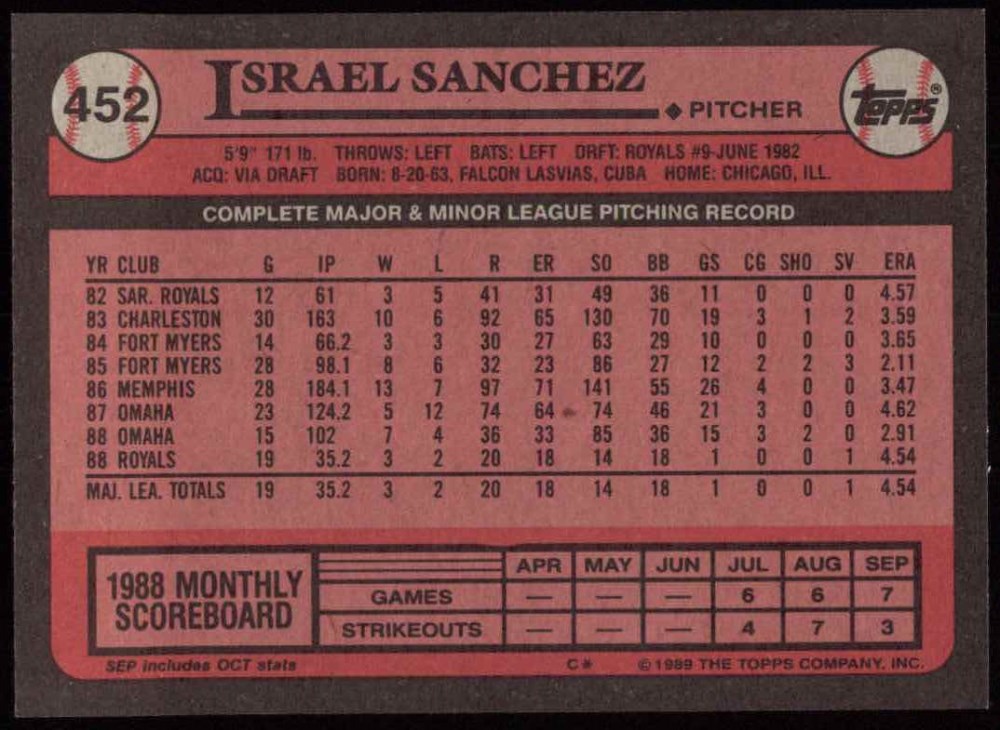 452
ISRAEL SANCHEZ
◆ PITCHER
TOPPS®
5'9" 171 lb. THROWS: LEFT BATS: LEFT DRFT: ROYALS #9-JUNE 1982
ACQ: VIA DRAFT BORN: 8-20-63, FALCON LASVIAS, CUBA HOME: CHICAGO, ILL.
COMPLETE MAJOR & MINOR LEAGUE PITCHING RECORD
YR CLUB G IP W L R ER SO BB GS CG SHO SV ERA
82 SAR. ROYALS 12 61 3 5 41 31 49 36 11 0 0 0 4.57
83 CHARLESTON 30 163 10 6 92 65 130 70 19 3 1 2 3.59
84 FORT MYERS 14 66.2 3 3 30 27 63 29 10 0 0 0 3.65
85 FORT MYERS 28 98.1 8 6 32 23 86 27 12 2 2 3 2.11
86 MEMPHIS 28 184.1 13 7 97 71 141 55 26 4 0 0 3.47
87 OMAHA 23 124.2 5 12 74 64 74 46 21 3 0 0 4.62
88 OMAHA 15 102 7 4 36 33 85 36 15 3 2 0 2.91
88 ROYALS 19 35.2 3 2 20 18 14 18 1 0 0 1 4.54
MAJ. LEA. TOTALS 19 35.2 3 2 20 18 14 18 1 0 0 1 4.54
1988 MONTHLY
SCOREBOARD
APR MAY JUN JUL AUG SEP
GAMES — — — 6 6 7
STRIKEOUTS — — — 4 7 3
SEP includes OCT stats
C# © 1989 THE TOPPS COMPANY, INC.